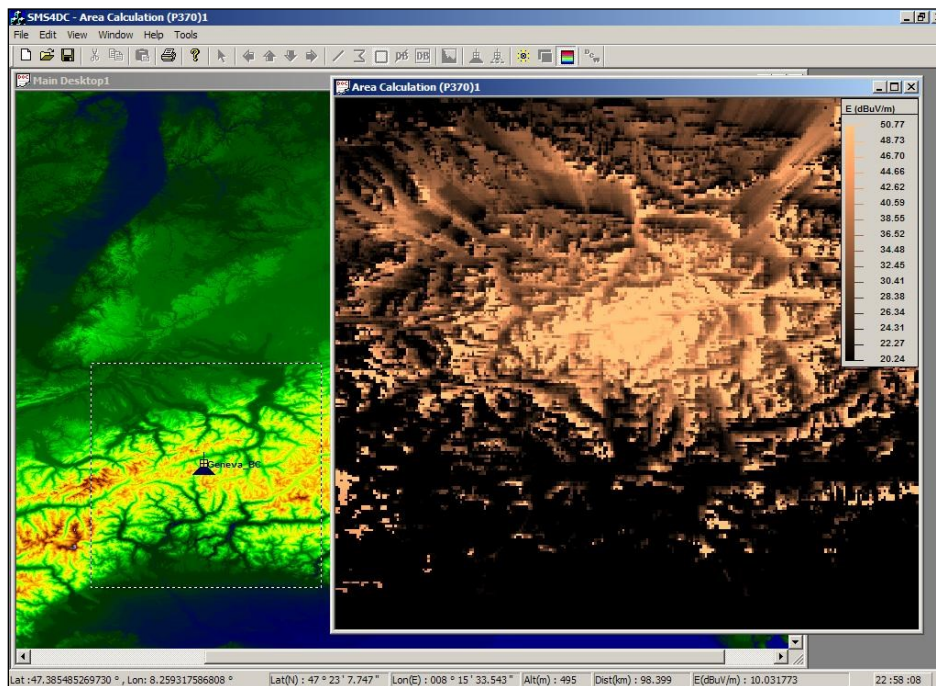 SMS4DC - Area Calculation (P370)1
File Edit View Window Help Tools
Main Desktop1
Area Calculation (P370)1
E (dBuV/m)
50.77
48.73
46.70
44.66
42.62
40.59
38.55
36.52
34.48
32.45
30.41
28.38
26.34
24.31
22.27
20.24
Geneva_BC
Lat :47.385485269730 ° , Lon: 8.259317586808 ° Lat(N) : 47 ° 23 ' 7.747 " Lon(E) : 008 ° 15 ' 33.543 " Alt(m) : 495 Dist(km) : 98.399 E(dBuV/m) : 10.031773 22:58:08